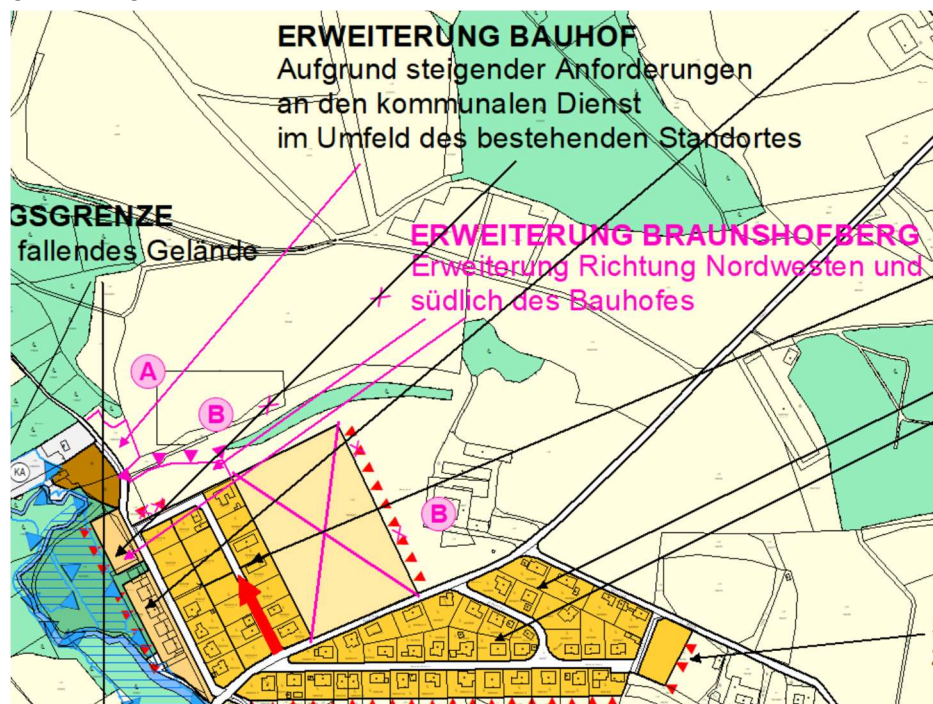 ERWEITERUNG BAUHOF
Aufgrund steigender Anforderungen
an den kommunalen Dienst
im Umfeld des bestehenden Standortes
GSGRENZE
fallendes Gelände
ERWEITERUNG BRAUNSHOFBERG
Erweiterung Richtung Nordwesten und
südlich des Bauhofes
A
B
KA
B